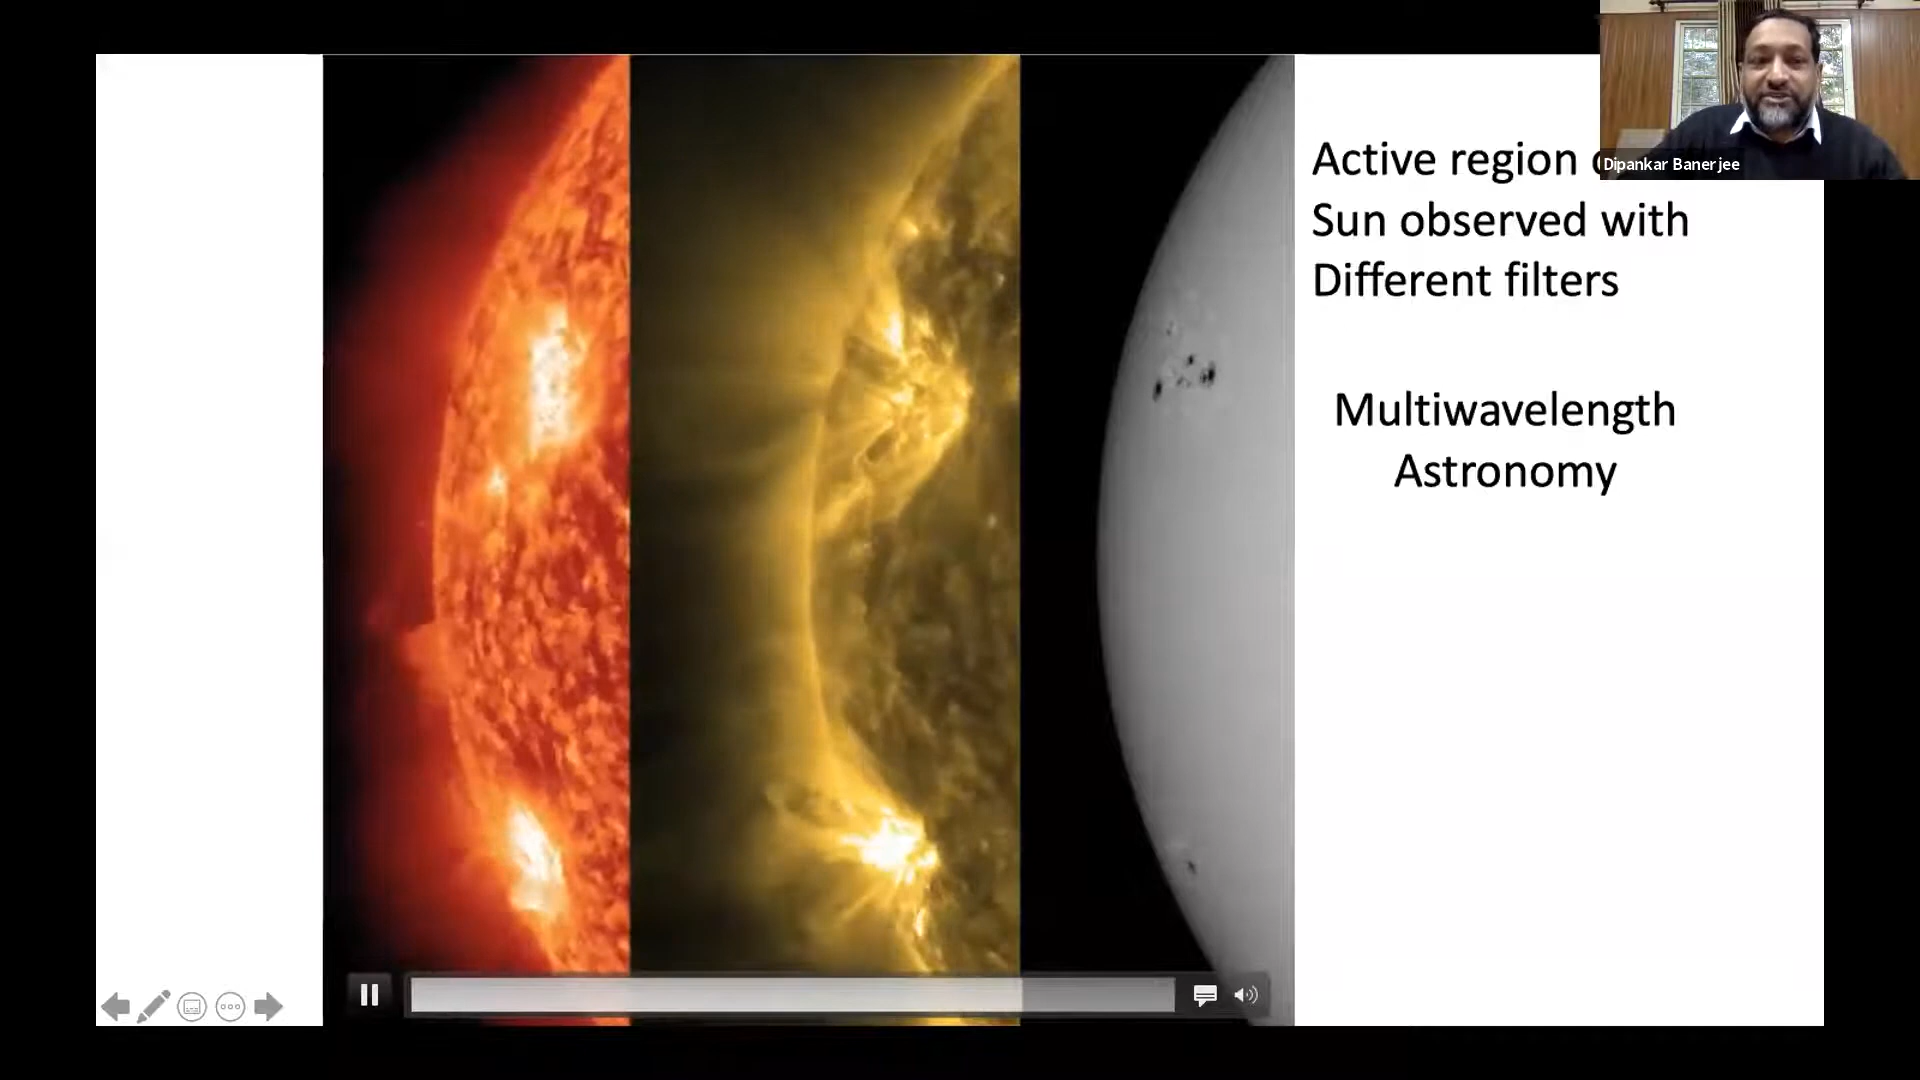 Active region
Sun observed with
Different filters
Multiwavelength
Astronomy
Dipankar Banerjee